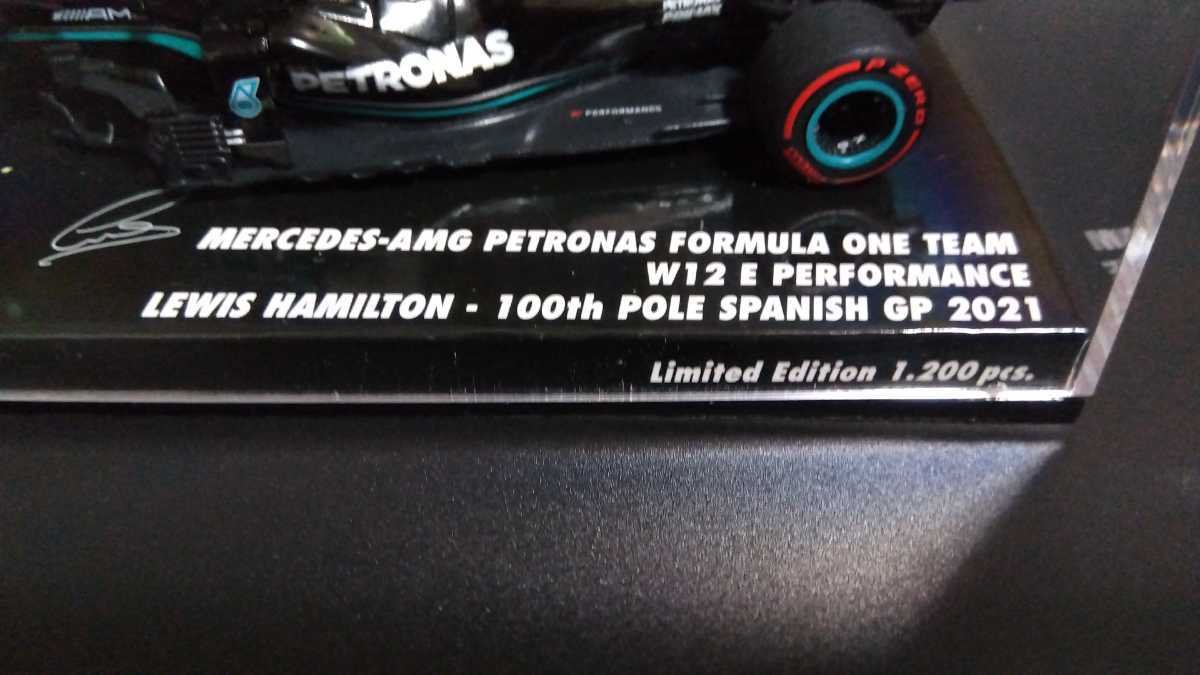 AM
PETRONAS
PERFORMANCE
P ZERO
MERCEDES-AMG PETRONAS FORMULA ONE TEAM
W12 E PERFORMANCE
LEWIS HAMILTON - 100th POLE SPANISH GP 2021
Limited Edition 1.200 pcs.